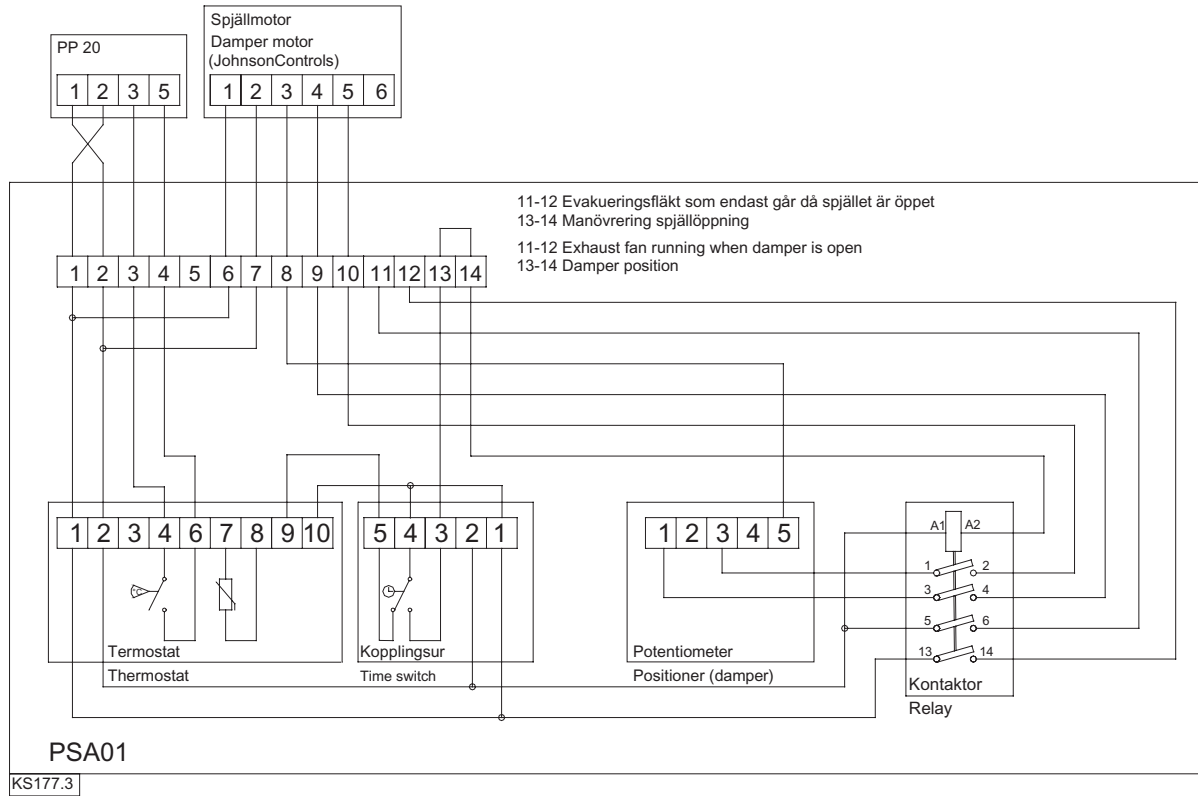 Spjällmotor
Damper motor
(JohnsonControls)
PP 20
1 2 3 5
1 2 3 4 5 6
11-12 Evakueringsfläkt som endast går då spjället är öppet
13-14 Manövrering spjällöppning
11-12 Exhaust fan running when damper is open
13-14 Damper position
1 2 3 4 5 6 7 8 9 10 11 12 13 14
1 2 3 4 6 7 8 9 10
5 4 3 2 1
1 2 3 4 5
A1 A2
1 2
3 4
5 6
13 14
°C
Termostat
Thermostat
Kopplingsur
Time switch
Potentiometer
Positioner (damper)
Kontaktor
Relay
PSA01
KS177.3